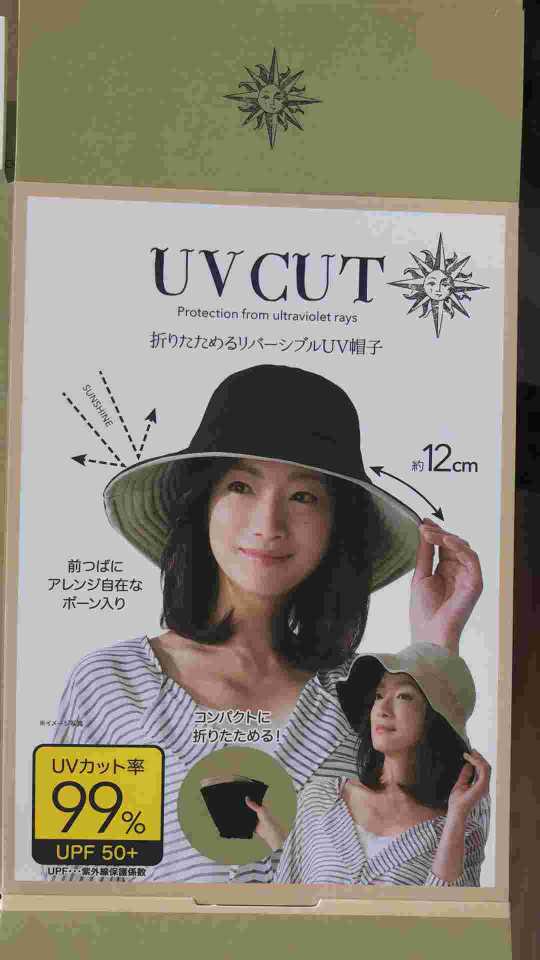 UV CUT
Protection from ultraviolet rays
折りたためるリバーシブルUV帽子
SUNSHINE
約12cm
前つばに
アレンジ自在な
ボーン入り
※イメージ写真
コンパクトに
折りたためる!
UVカット率
99%
UPF 50+
UPF･･･紫外線保護係数